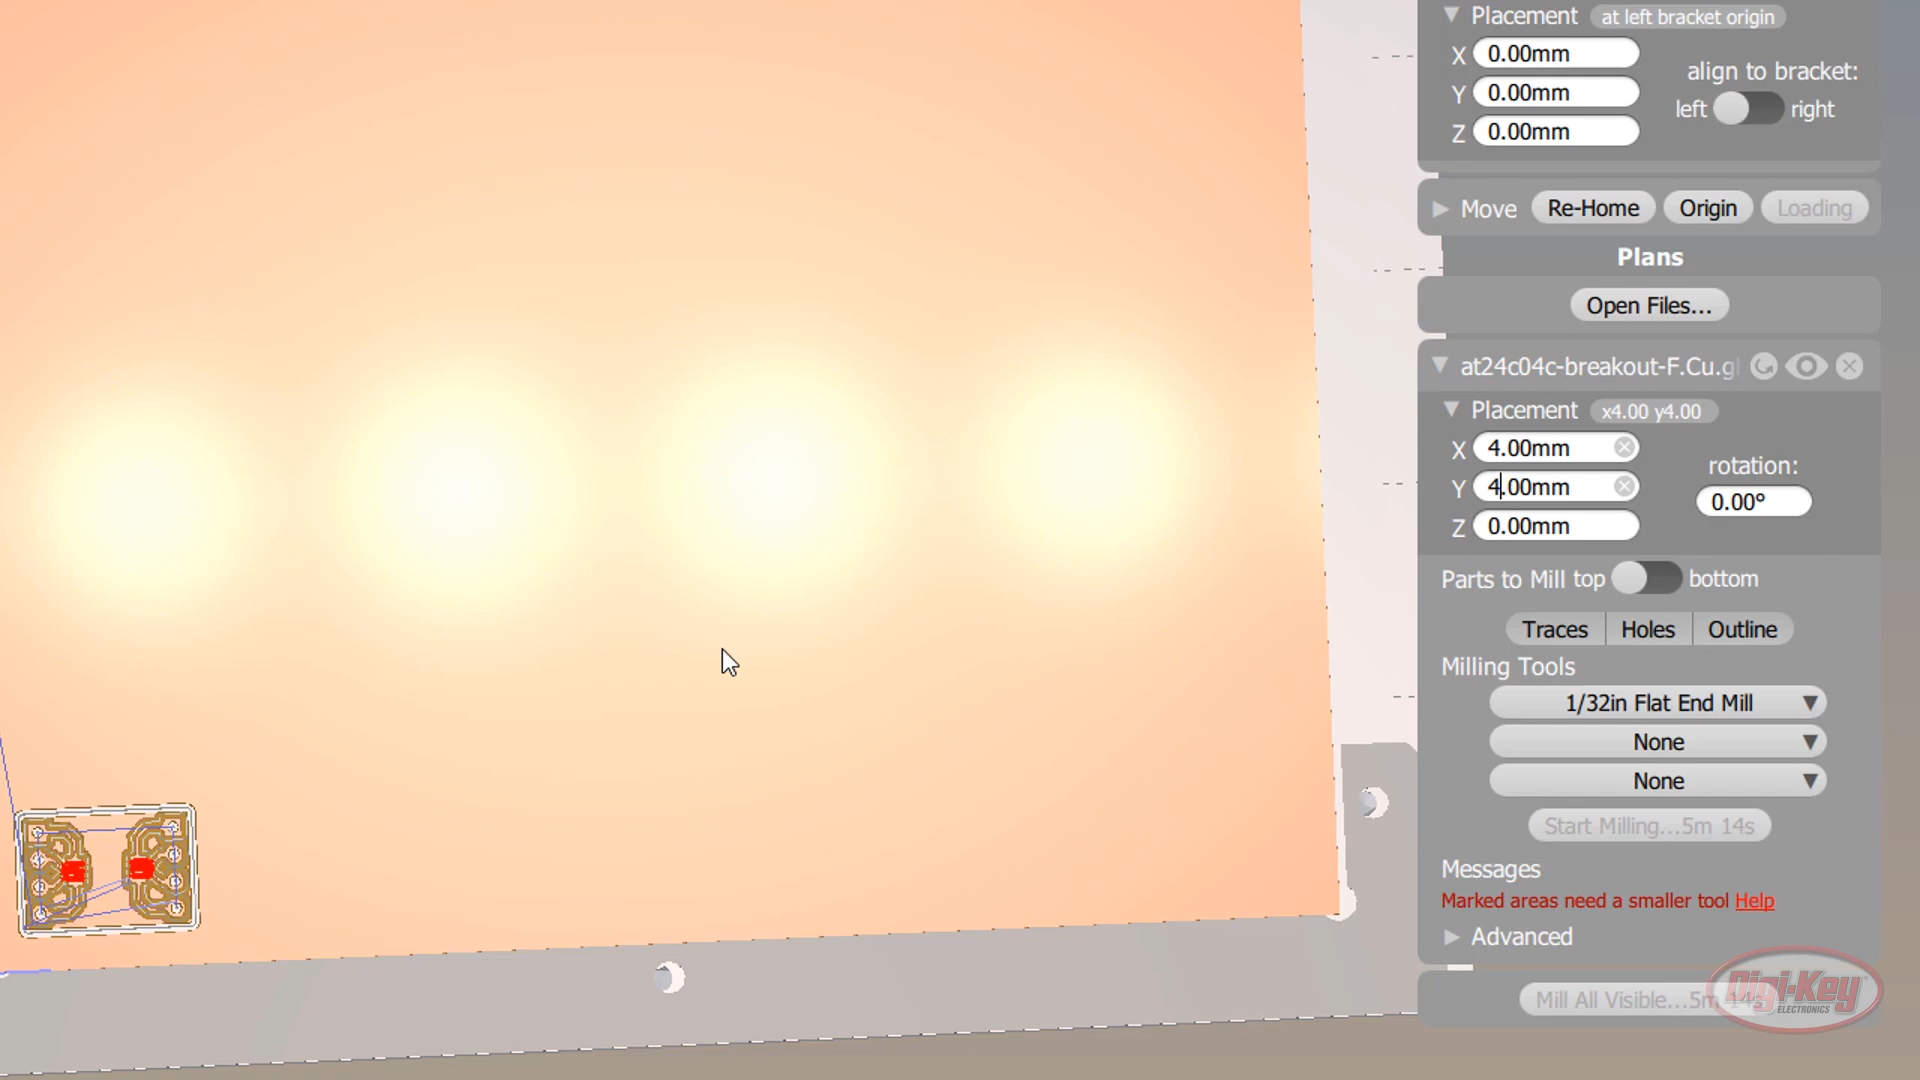 Placement at left bracket origin
X 0.00mm
align to bracket:
Y 0.00mm
left right
Z 0.00mm
Move Re-Home Origin Loading
Plans
Open Files...
at24c04c-breakout-F.Cu.g
Placement x4.00 y4.00
X 4.00mm
rotation:
Y 4.00mm
0.00°
Z 0.00mm
Parts to Mill top bottom
Traces Holes Outline
Milling Tools
1/32in Flat End Mill
None
None
Start Milling...5m 14s
Messages
Marked areas need a smaller tool Help
Advanced
Mill All Visible...5m 14s
Digi-Key
ELECTRONICS